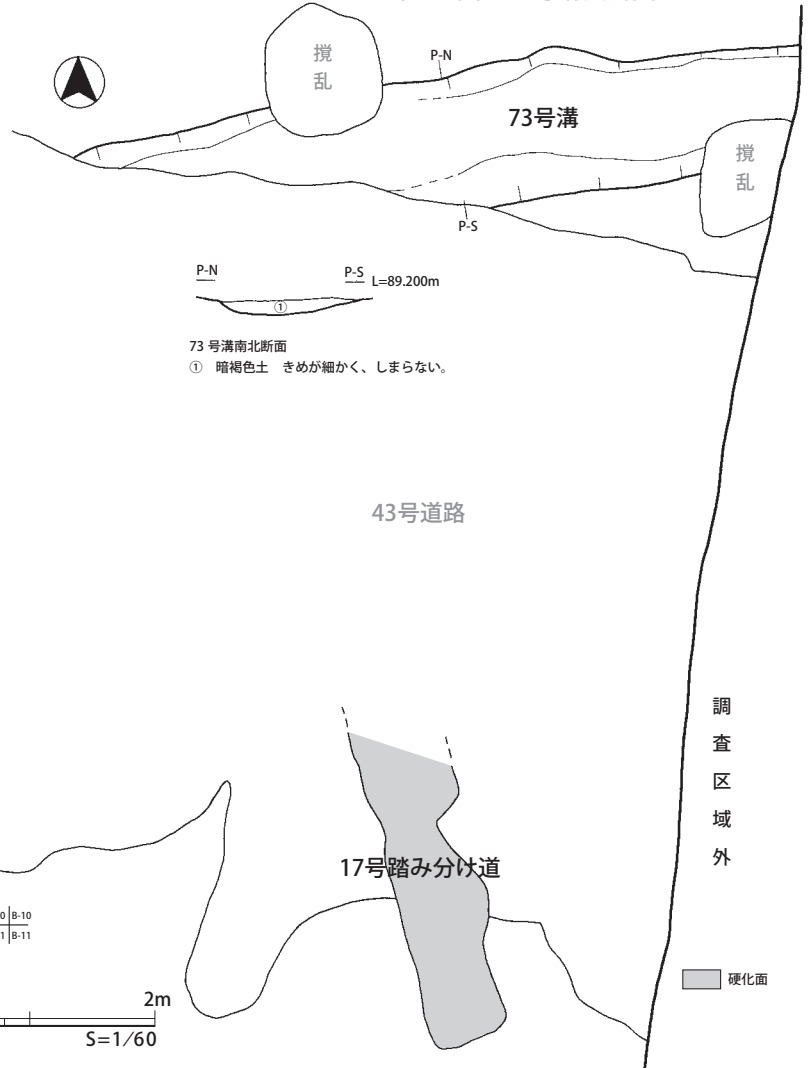 撹乱
P-N
73号溝
撹乱
P-S
P-N
P-S
L=89.200m
①
73 号溝南北断面
① 暗褐色土 きめが細かく、しまらない。
43号道路
調査区域外
17号踏み分け道
0 B-10
1 B-11
硬化面
2m
S=1/60